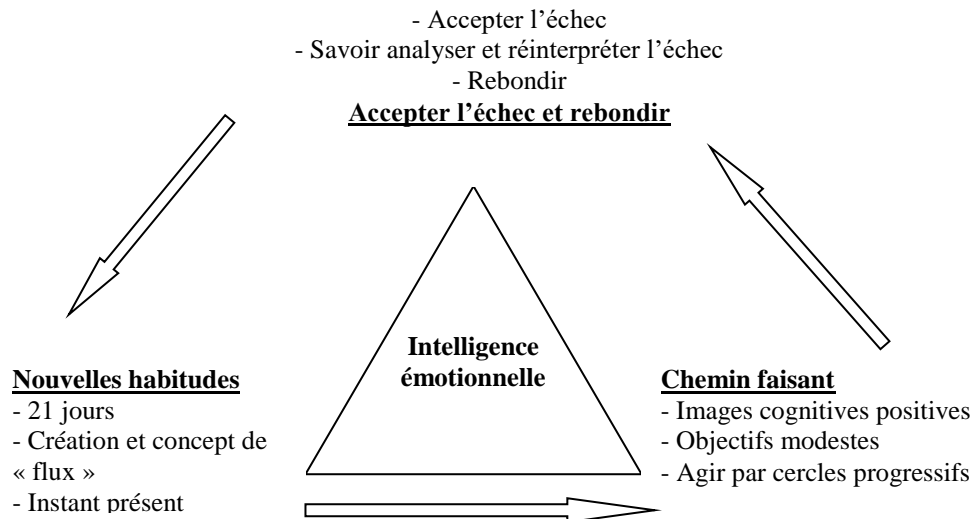 - Accepter l’échec
- Savoir analyser et réinterpréter l’échec
- Rebondir
Accepter l’échec et rebondir
Intelligence
émotionnelle
Nouvelles habitudes
- 21 jours
- Création et concept de
« flux »
- Instant présent
Chemin faisant
- Images cognitives positives
- Objectifs modestes
- Agir par cercles progressifs